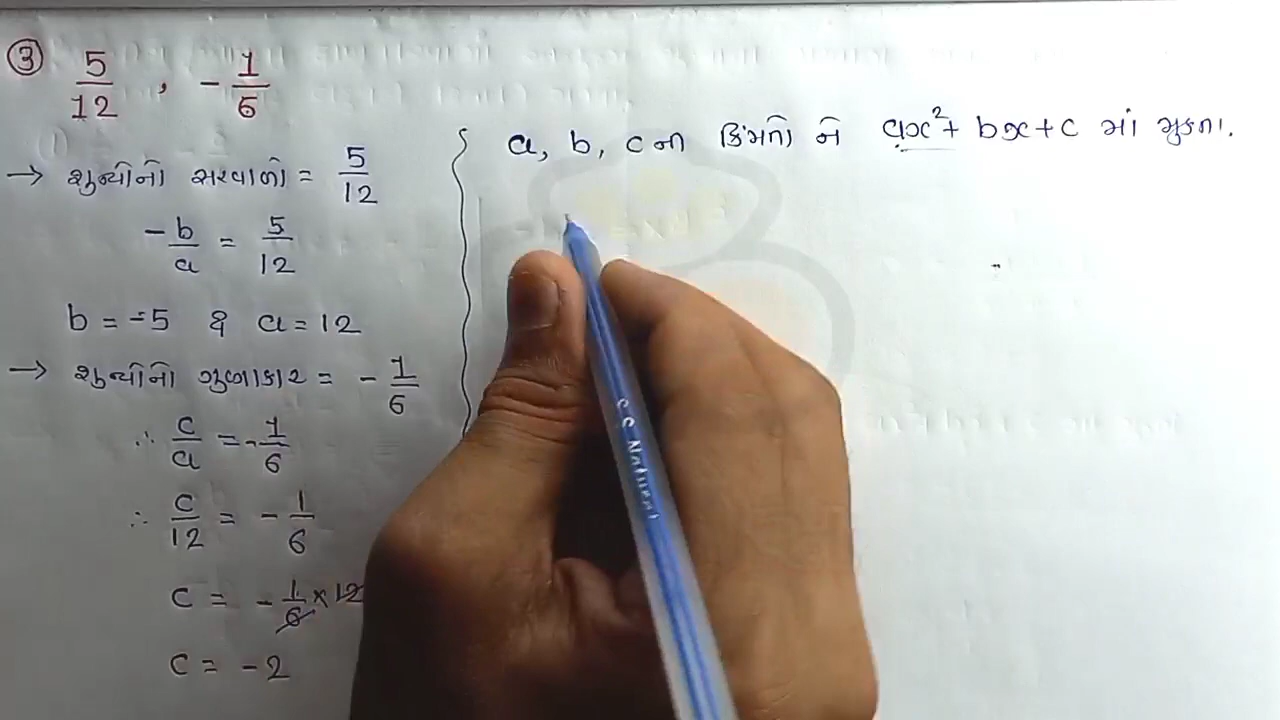 ③ 5/12 , - 1/6
→ શૂન્યોનો સરવાળો = 5/12
-b/a = 5/12
b = -5 & a = 12
→ શૂન્યોનો ગુણાકાર = - 1/6
∴ c/a = - 1/6
∴ c/12 = - 1/6
c = - 1/6 × 12
c = - 2
a, b, c ની કિંમતો ને ax² + bx + c માં મુકતા.